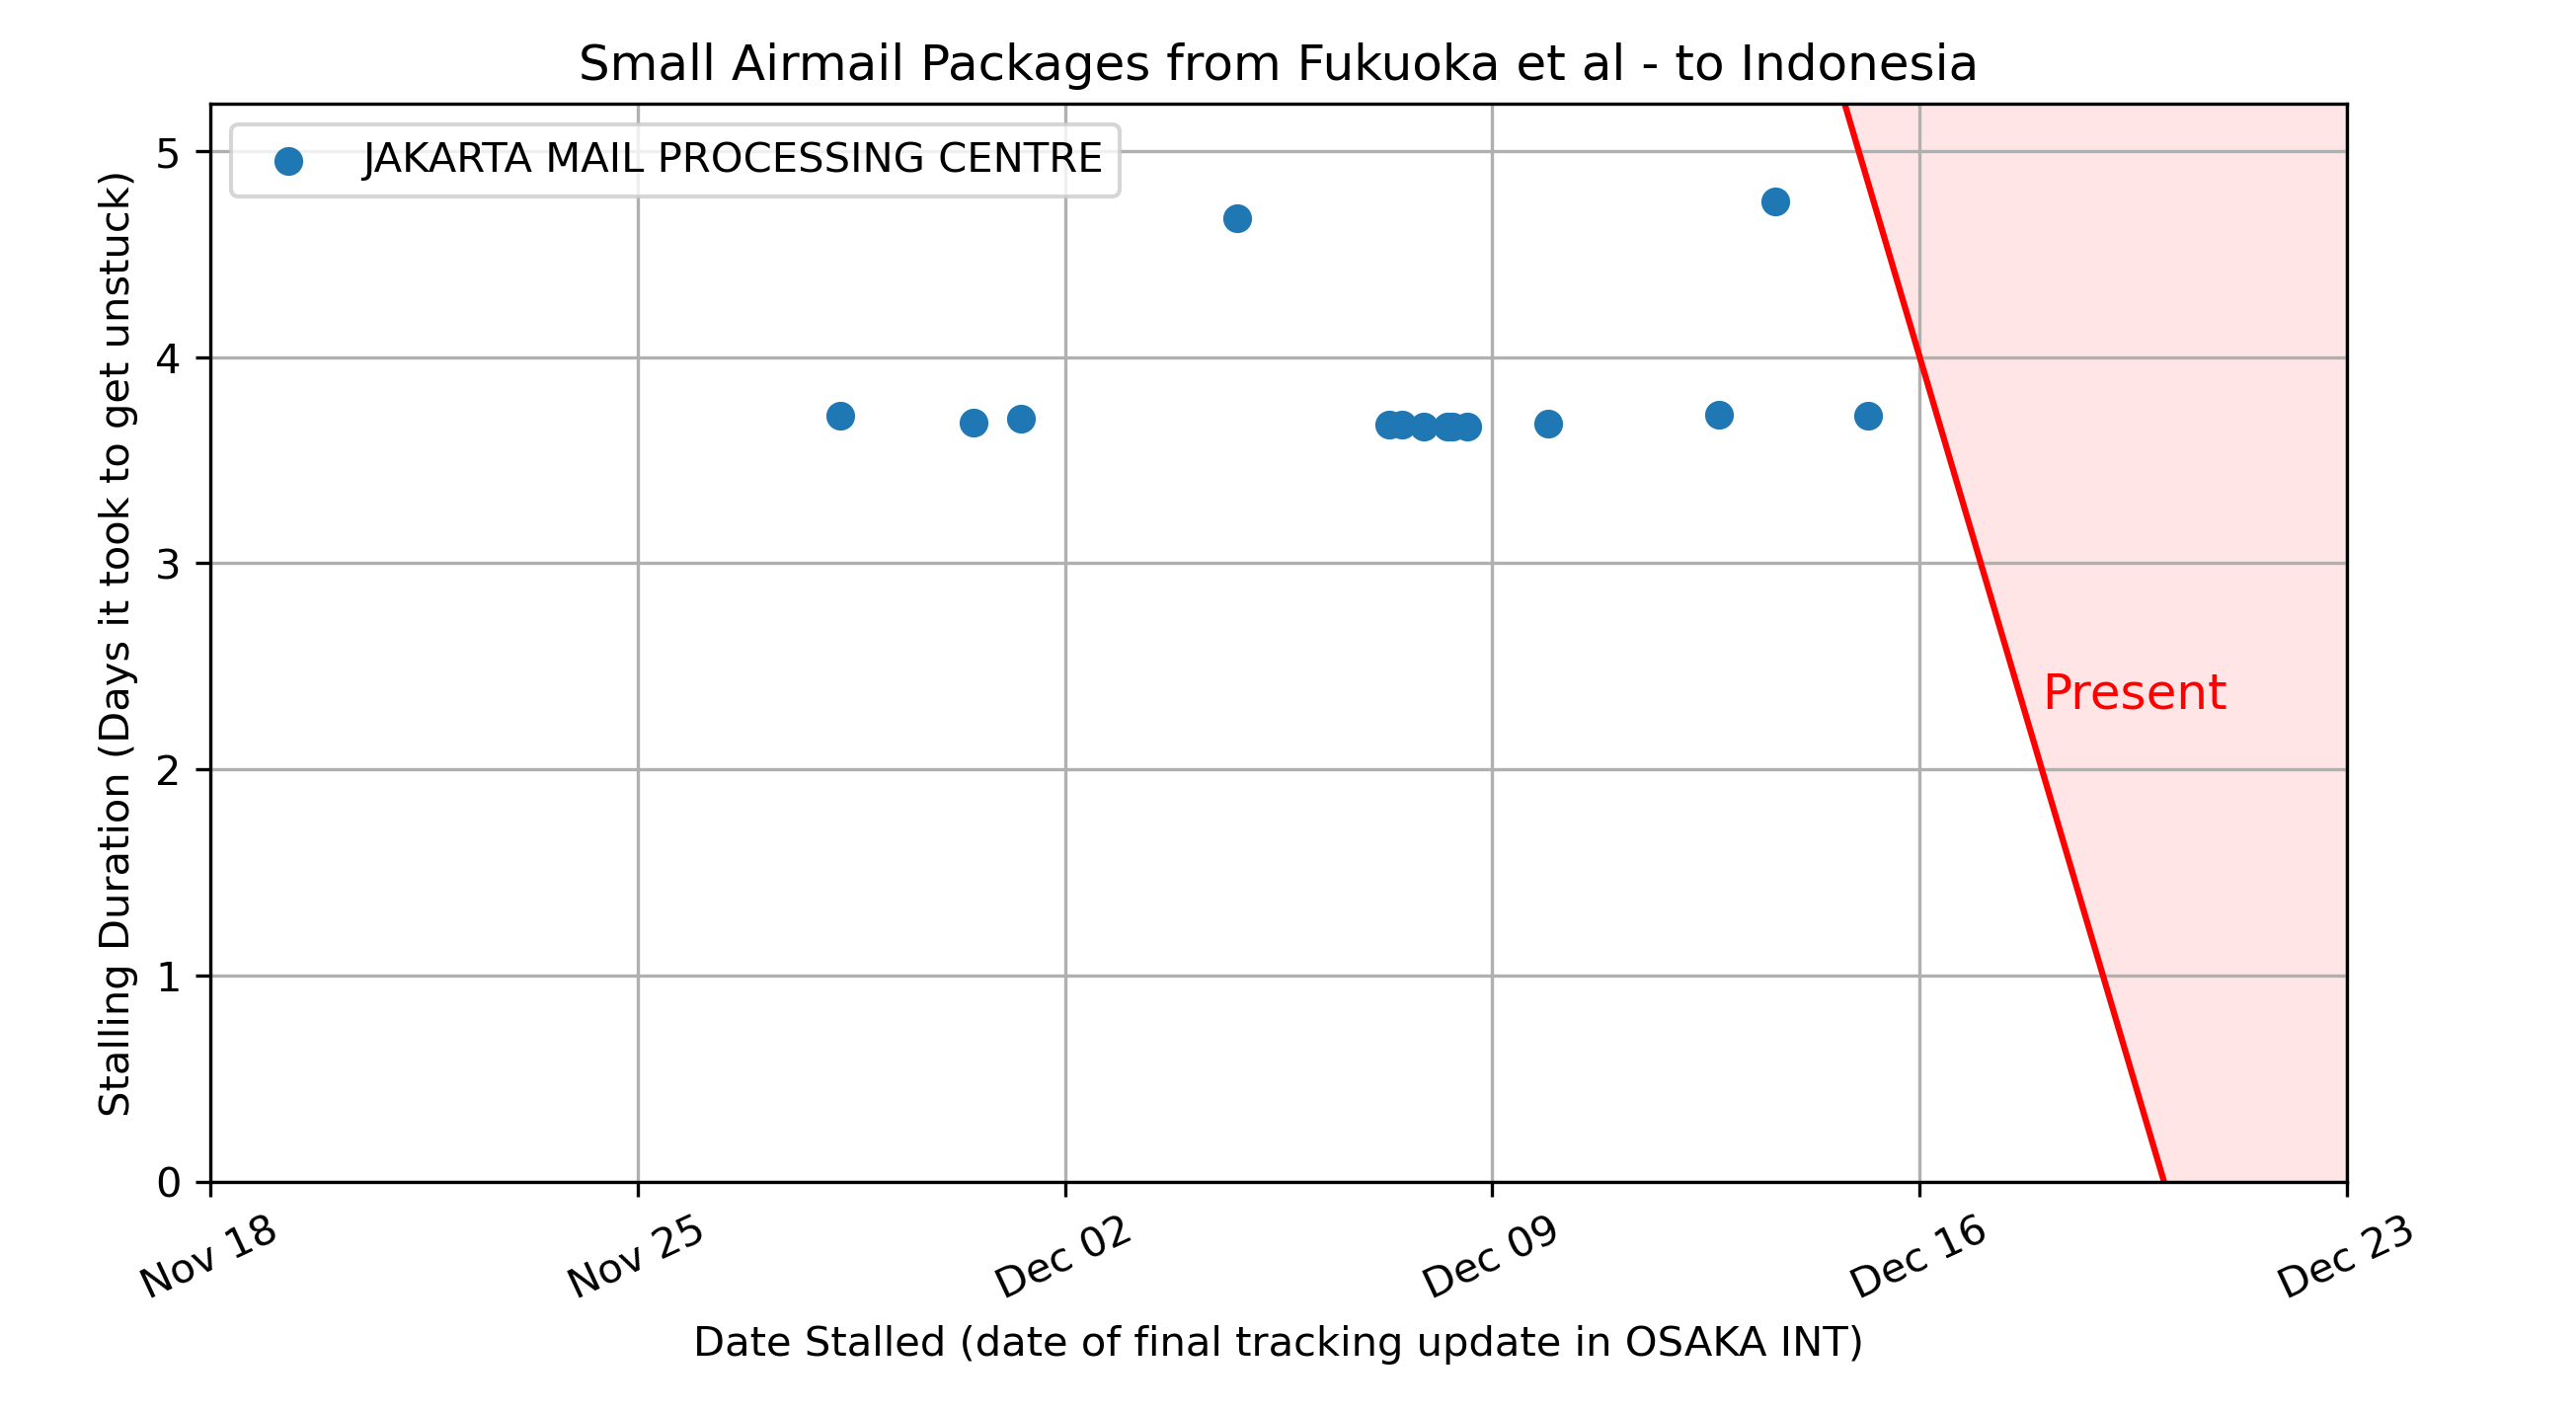 Small Airmail Packages from Fukuoka et al - to Indonesia
JAKARTA MAIL PROCESSING CENTRE
Stalling Duration (Days it took to get unstuck)
5
4
3
2
1
0
Present
Nov 18
Nov 25
Dec 02
Dec 09
Dec 16
Dec 23
Date Stalled (date of final tracking update in OSAKA INT)